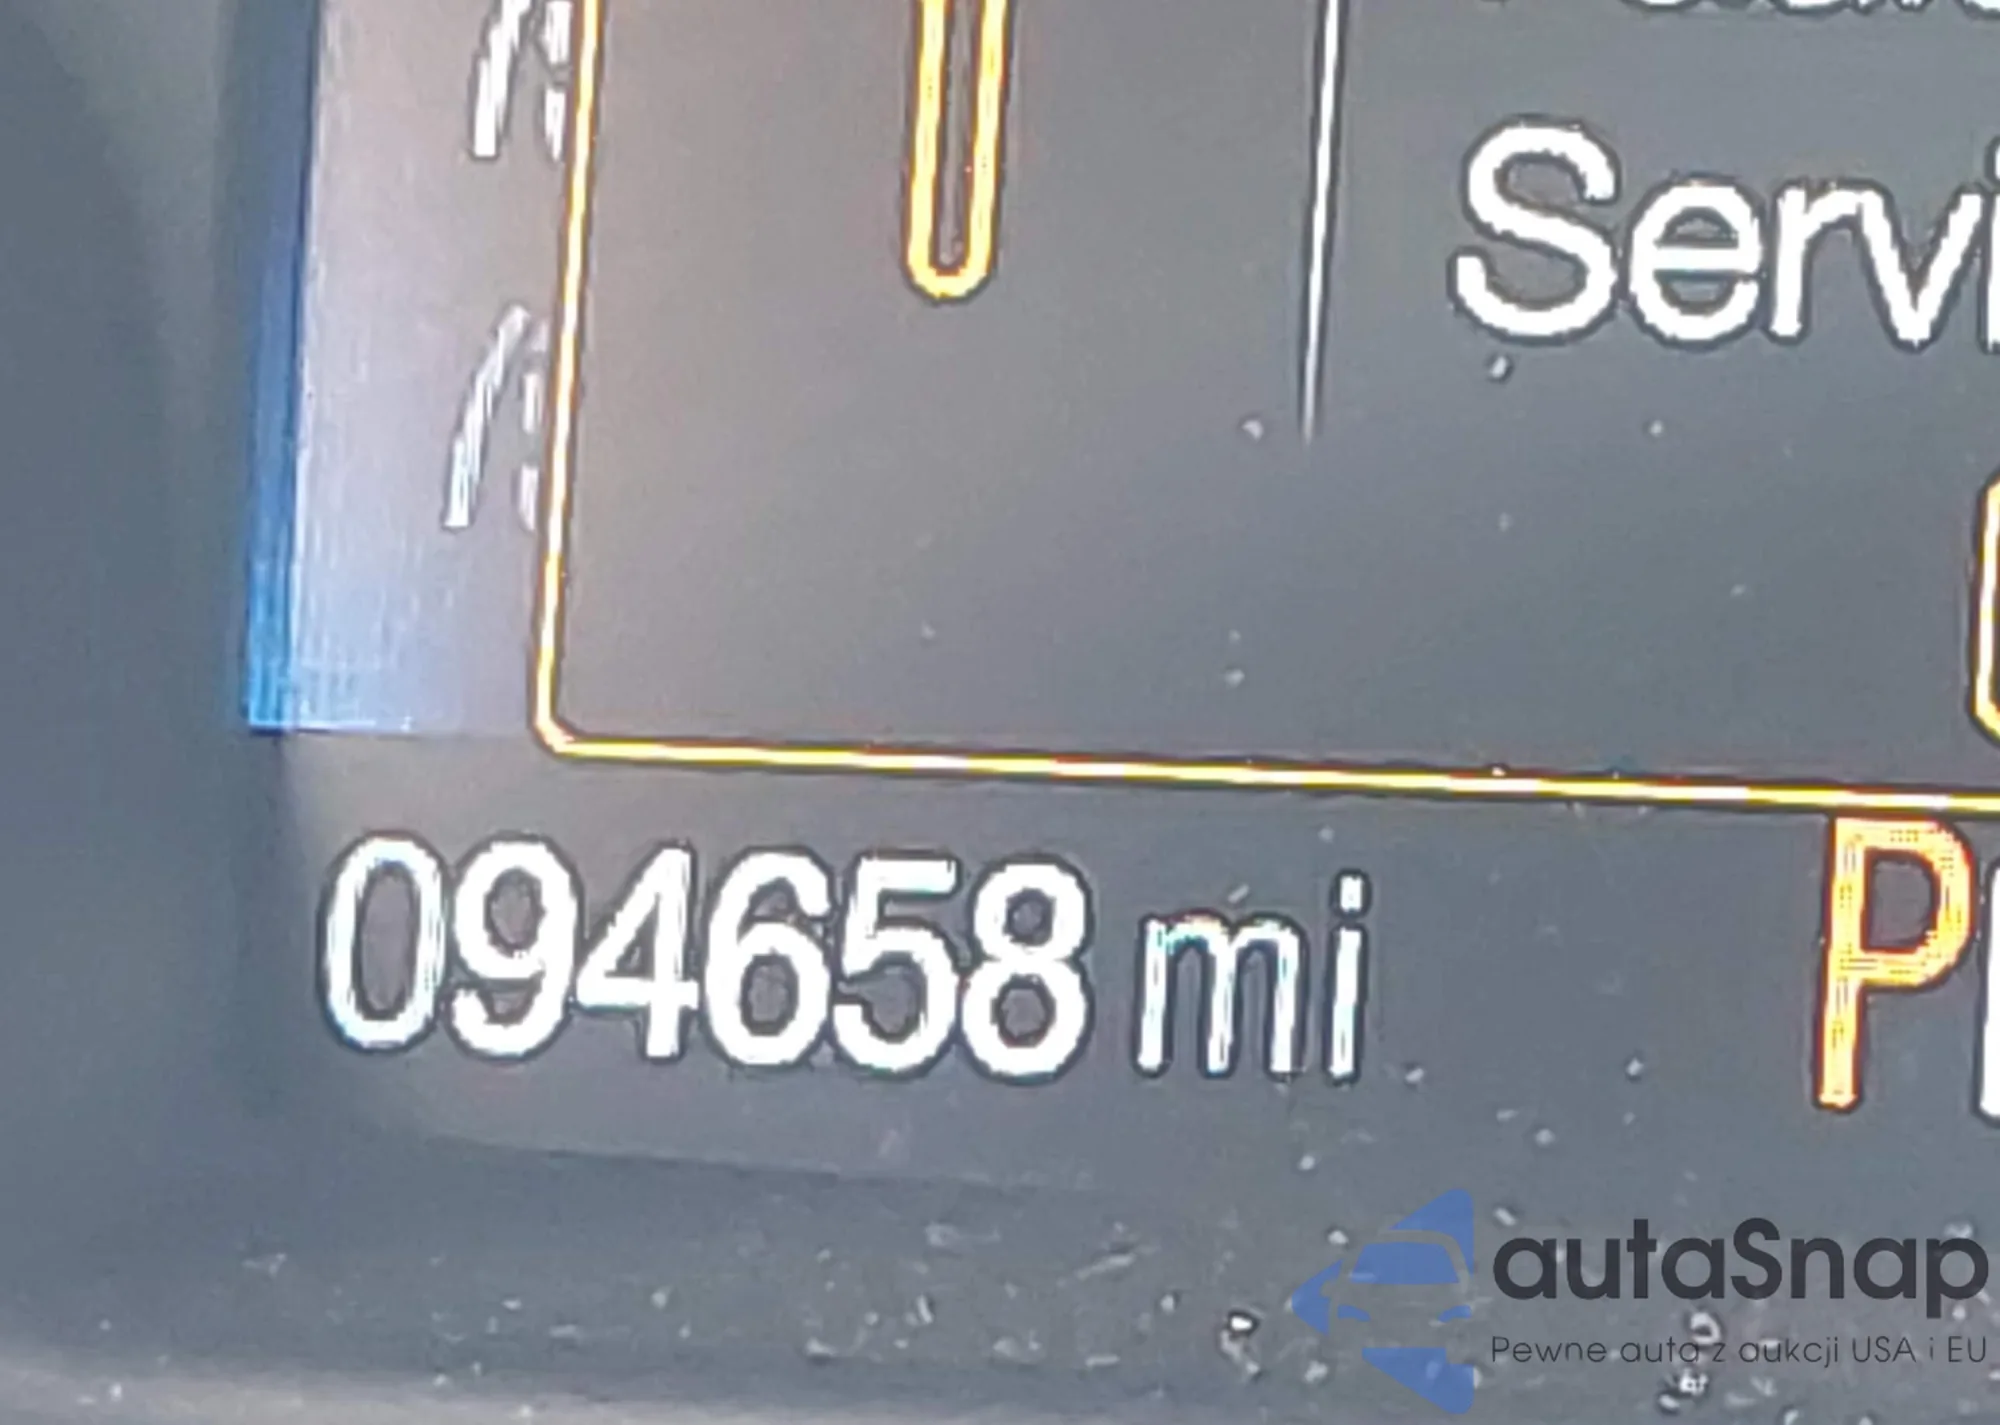 Servi
094658 mi
P
autaSnap
Pewne auta z aukcji USA i EU